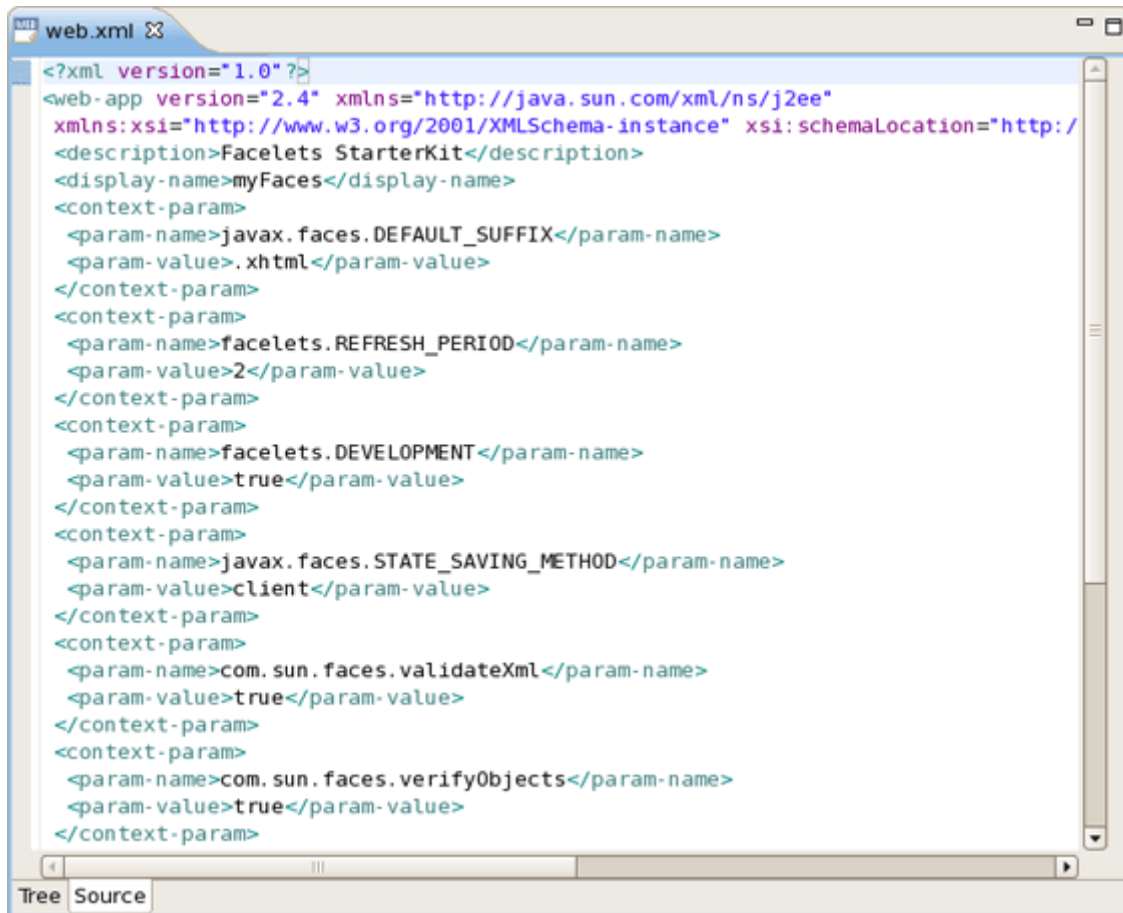 web.xml
<?xml version="1.0"?>
<web-app version="2.4" xmlns="http://java.sun.com/xml/ns/j2ee"
xmlns:xsi="http://www.w3.org/2001/XMLSchema-instance" xsi:schemaLocation="http:/
<description>Facelets StarterKit</description>
<display-name>myFaces</display-name>
<context-param>
<param-name>javax.faces.DEFAULT_SUFFIX</param-name>
<param-value>.xhtml</param-value>
</context-param>
<context-param>
<param-name>facelets.REFRESH_PERIOD</param-name>
<param-value>2</param-value>
</context-param>
<context-param>
<param-name>facelets.DEVELOPMENT</param-name>
<param-value>true</param-value>
</context-param>
<context-param>
<param-name>javax.faces.STATE_SAVING_METHOD</param-name>
<param-value>client</param-value>
</context-param>
<context-param>
<param-name>com.sun.faces.validateXml</param-name>
<param-value>true</param-value>
</context-param>
<context-param>
<param-name>com.sun.faces.verifyObjects</param-name>
<param-value>true</param-value>
</context-param>
Tree Source